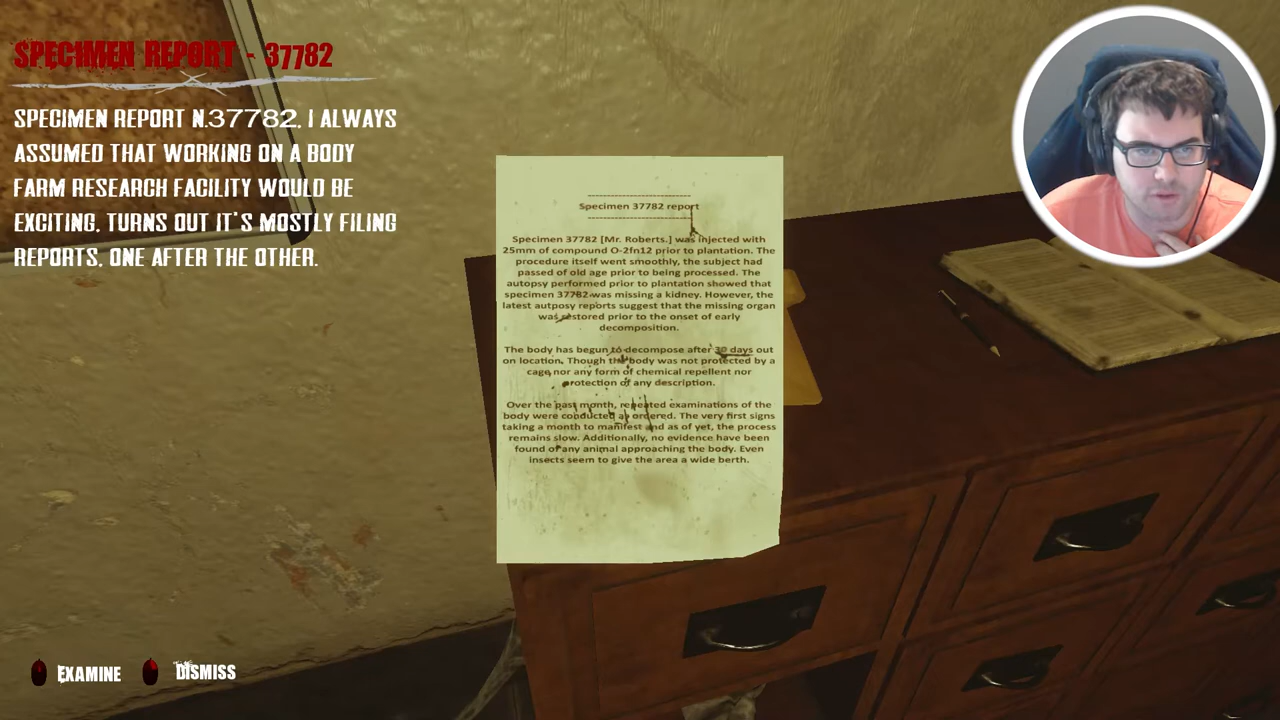 SPECIMEN REPORT - 37782
SPECIMEN REPORT N.37782. I ALWAYS
ASSUMED THAT WORKING ON A BODY
FARM RESEARCH FACILITY WOULD BE
EXCITING, TURNS OUT IT'S MOSTLY FILING
REPORTS, ONE AFTER THE OTHER.
Specimen 37782 report
Specimen 37782 [Mr. Roberts.] was injected with
25mm of compound O-2fn12 prior to plantation. The
procedure itself went smoothly, the subject had
passed of old age prior to being processed. The
autopsy performed prior to plantation showed that
specimen 37782 was missing a kidney. However, the
latest autposy reports suggest that the missing organ
was restored prior to the onset of early
decomposition.
The body has begun to decompose after 30 days out
on location. Though the body was not protected by a
cage nor any form of chemical repellent nor
protection of any description.
Over the past month, repeated examinations of the
body were conducted as ordered. The very first signs
taking a month to manifest and as of yet, the process
remains slow. Additionally, no evidence have been
found of any animal approaching the body. Even
insects seem to give the area a wide berth.
EXAMINE
DISMISS